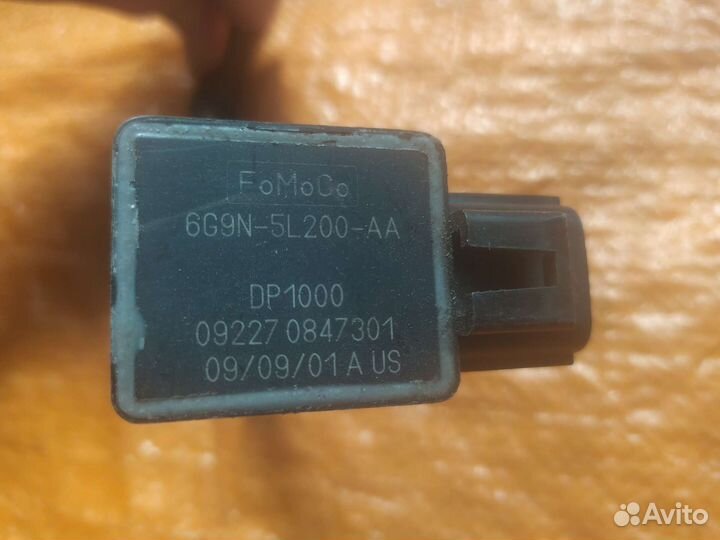 FoMoCo
6G9N-5L200-AA
DP1000
09227 0847301
09/09/01 A US
Avito